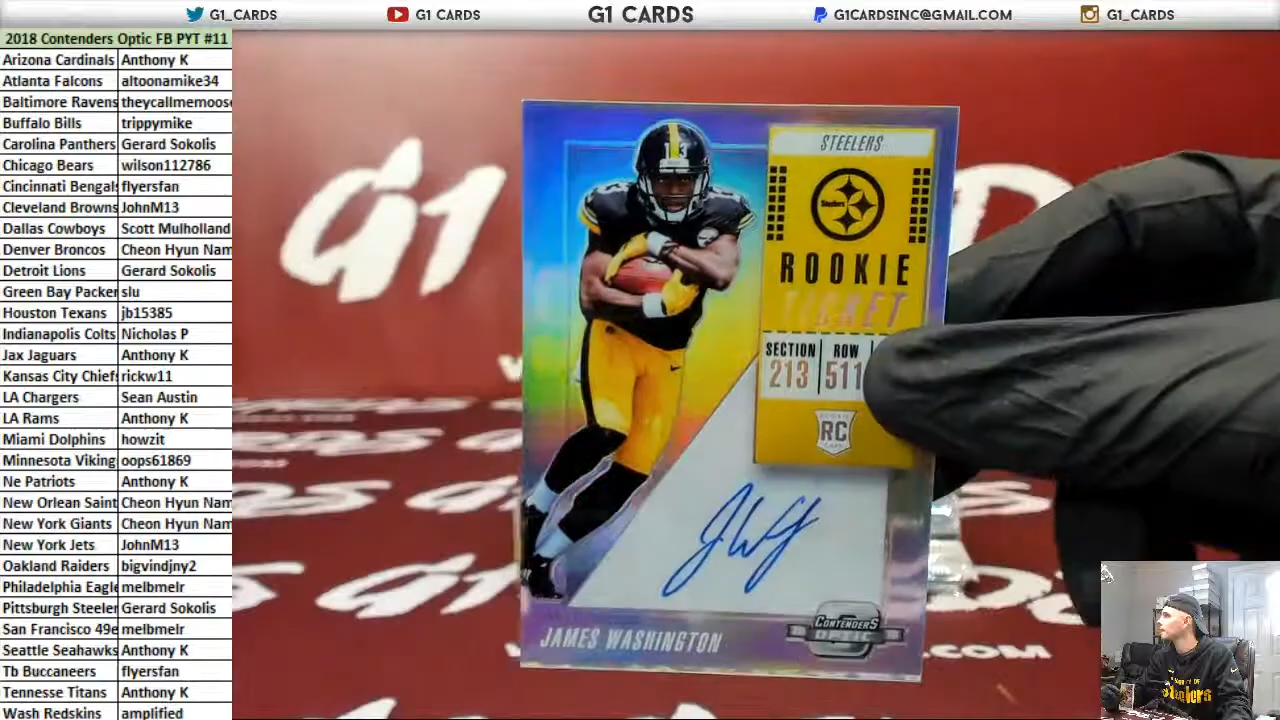 G1_CARDS
G1 CARDS
G1 CARDS
G1CARDSINC@GMAIL.COM
G1_CARDS
2018 Contenders Optic FB PYT #11
Arizona Cardinals Anthony K
Atlanta Falcons altoonamike34
Baltimore Ravens theycallmemoose
Buffalo Bills trippymike
Carolina Panthers Gerard Sokolis
Chicago Bears wilson112786
Cincinnati Bengals flyersfan
Cleveland Browns JohnM13
Dallas Cowboys Scott Mulholland
Denver Broncos Cheon Hyun Nam
Detroit Lions Gerard Sokolis
Green Bay Packer slu
Houston Texans jb15385
Indianapolis Colts Nicholas P
Jax Jaguars Anthony K
Kansas City Chiefs rickw11
LA Chargers Sean Austin
LA Rams Anthony K
Miami Dolphins howzit
Minnesota Viking oops61869
Ne Patriots Anthony K
New Orlean Saint Cheon Hyun Nam
New York Giants Cheon Hyun Nam
New York Jets JohnM13
Oakland Raiders bigvindjny2
Philadelphia Eagle melbmelr
Pittsburgh Steeler Gerard Sokolis
San Francisco 49e melbmelr
Seattle Seahawks Anthony K
Tb Buccaneers flyersfan
Tennesse Titans Anthony K
Wash Redskins amplified
G1
STEELERS
Steelers
ROOKIE
TICKET
SECTION ROW
213 511
RC
13
JAMES WASHINGTON
CONTENDERS
OPTIC
.COM
Steelers